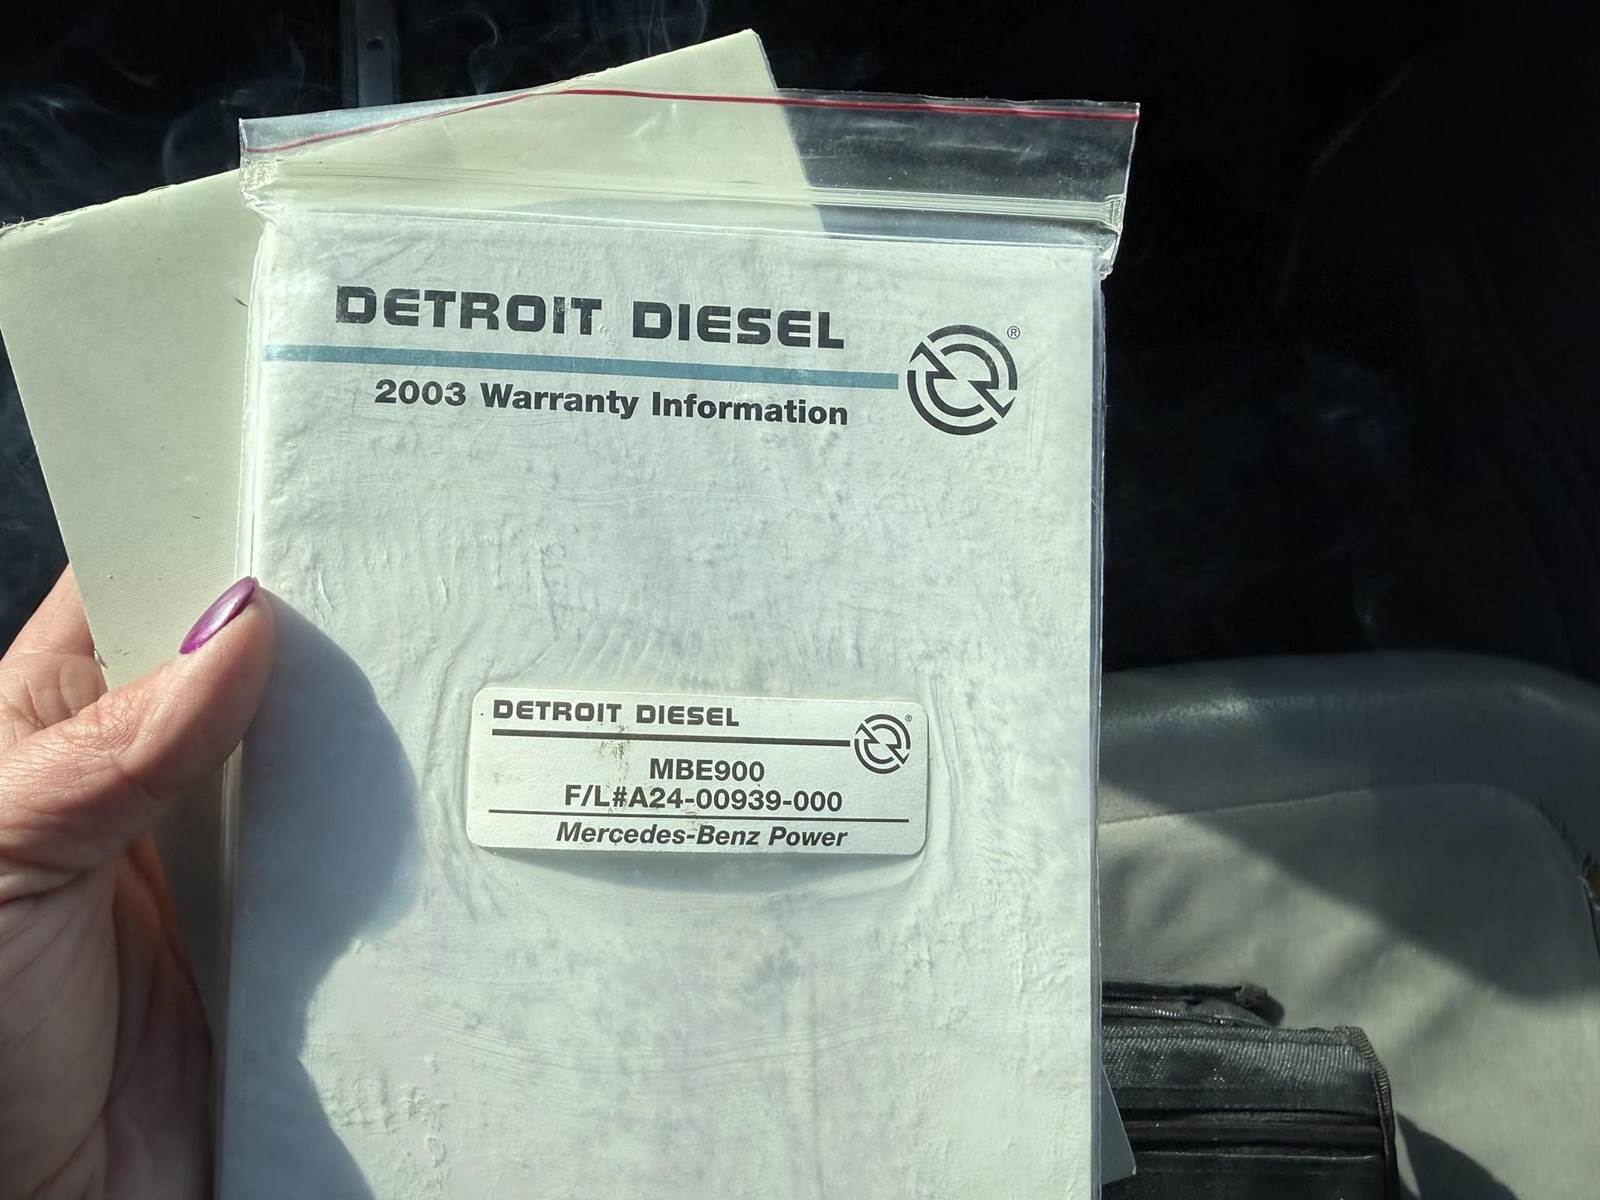 DETROIT DIESEL
®
2003 Warranty Information
DETROIT DIESEL
®
MBE900
F/L#A24-00939-000
Mercedes-Benz Power